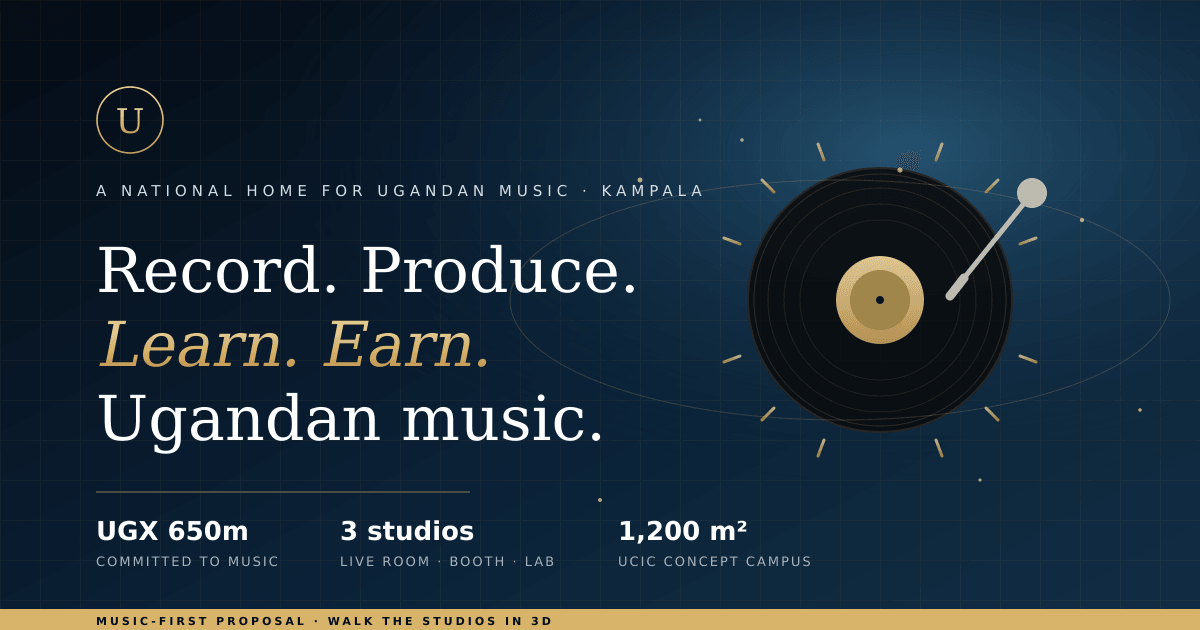 U
A NATIONAL HOME FOR UGANDAN MUSIC · KAMPALA
Record. Produce.
Learn. Earn.
Ugandan music.
UGX 650m
COMMITTED TO MUSIC
3 studios
LIVE ROOM · BOOTH · LAB
1,200 m²
UCIC CONCEPT CAMPUS
MUSIC-FIRST PROPOSAL · WALK THE STUDIOS IN 3D